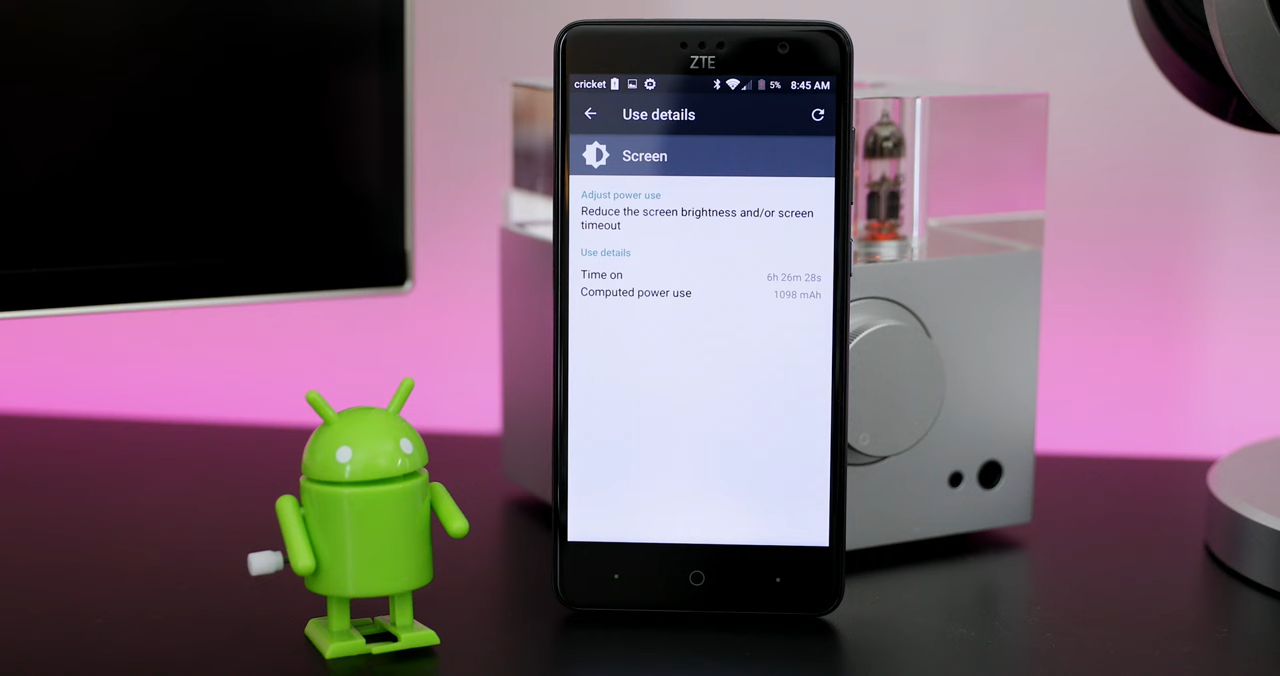 ZTE
cricket 5% 8:45 AM
Use details
Screen
Adjust power use
Reduce the screen brightness and/or screen
timeout
Use details
Time on 6h 26m 28s
Computed power use 1098 mAh